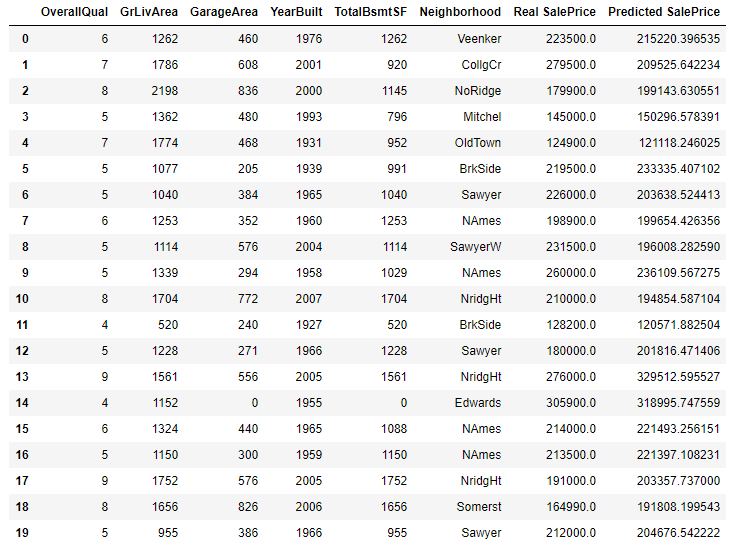 OverallQual GrLivArea GarageArea YearBuilt TotalBsmtSF Neighborhood Real SalePrice Predicted SalePrice
0 6 1262 460 1976 1262 Veenker 223500.0 215220.396535
1 7 1786 608 2001 920 CollgCr 279500.0 209525.642234
2 8 2198 836 2000 1145 NoRidge 179900.0 199143.630551
3 5 1362 480 1993 796 Mitchel 145000.0 150296.578391
4 7 1774 468 1931 952 OldTown 124900.0 121118.246025
5 5 1077 205 1939 991 BrkSide 219500.0 233335.407102
6 5 1040 384 1965 1040 Sawyer 226000.0 203638.524413
7 6 1253 352 1960 1253 NAmes 198900.0 199654.426356
8 5 1114 576 2004 1114 SawyerW 231500.0 196008.282590
9 5 1339 294 1958 1029 NAmes 260000.0 236109.567275
10 8 1704 772 2007 1704 NridgHt 210000.0 194854.587104
11 4 520 240 1927 520 BrkSide 128200.0 120571.882504
12 5 1228 271 1966 1228 Sawyer 180000.0 201816.471406
13 9 1561 556 2005 1561 NridgHt 276000.0 329512.595527
14 4 1152 0 1955 0 Edwards 305900.0 318995.747559
15 6 1324 440 1965 1088 NAmes 214000.0 221493.256151
16 5 1150 300 1959 1150 NAmes 213500.0 221397.108231
17 9 1752 576 2005 1752 NridgHt 191000.0 203357.737000
18 8 1656 826 2006 1656 Somerst 164990.0 191808.199543
19 5 955 386 1966 955 Sawyer 212000.0 204676.542222